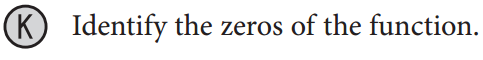 K Identify the zeros of the function.